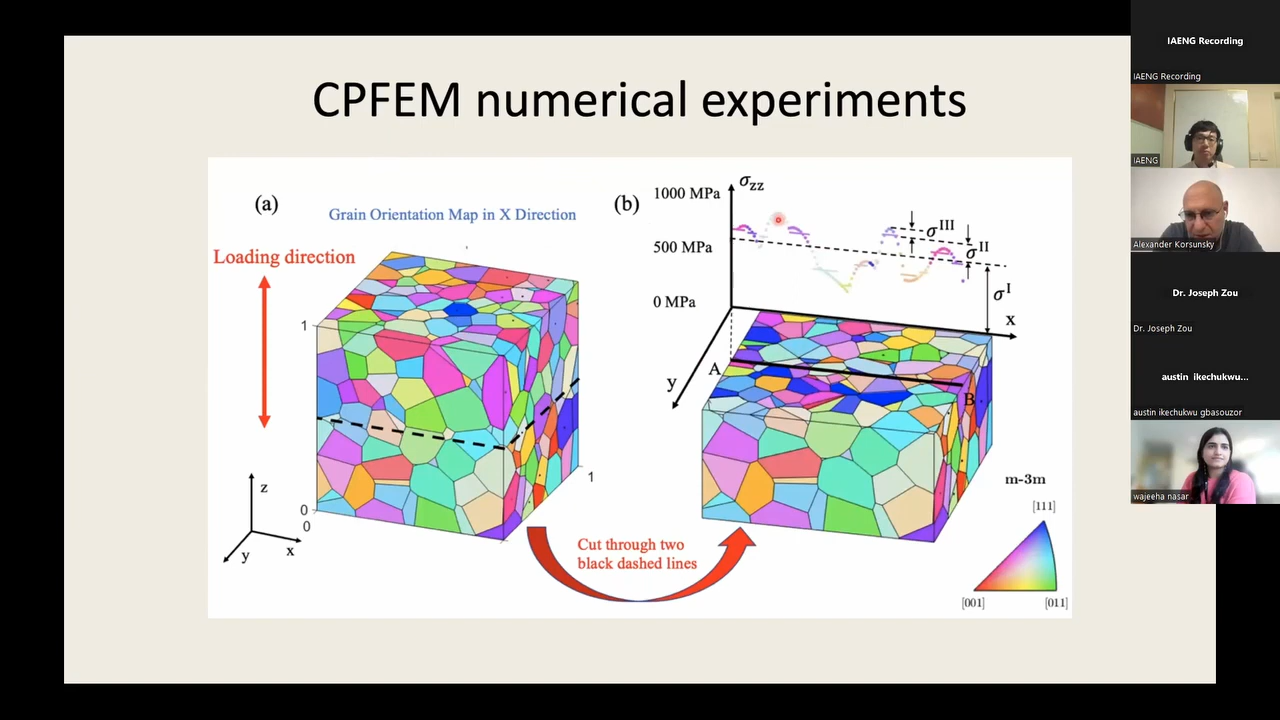 CPFEM numerical experiments
(a)
Grain Orientation Map in X Direction
Loading direction
1
0
0
1
z
y
x
Cut through two
black dashed lines
(b)
1000 MPa
σzz
500 MPa
0 MPa
σIII
σII
σI
x
y
A
B
m-3m
[111]
[001]
[011]
IAENG Recording
IAENG Recording
IAENG
Alexander Korsunsky
Dr. Joseph Zou
Dr. Joseph Zou
austin ikechukwu...
austin ikechukwu gbasouzor
wajeeha nasar